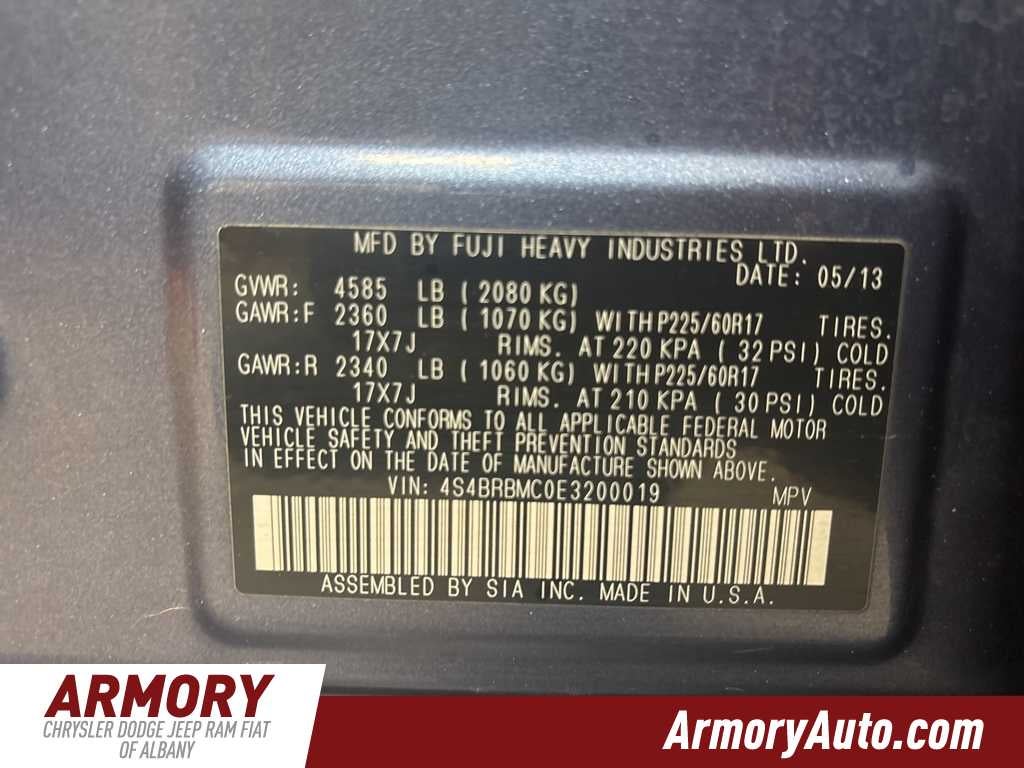 MFD BY FUJI HEAVY INDUSTRIES LTD.
DATE: 05/13
GVWR: 4585 LB ( 2080 KG)
GAWR:F 2360 LB ( 1070 KG) WITH P225/60R17 TIRES.
17X7J RIMS. AT 220 KPA ( 32 PSI) COLD
GAWR:R 2340 LB ( 1060 KG) WITH P225/60R17 TIRES.
17X7J RIMS. AT 210 KPA ( 30 PSI) COLD
THIS VEHICLE CONFORMS TO ALL APPLICABLE FEDERAL MOTOR
VEHICLE SAFETY AND THEFT PREVENTION STANDARDS
IN EFFECT ON THE DATE OF MANUFACTURE SHOWN ABOVE.
VIN: 4S4BRBMC0E3200019 MPV
ASSEMBLED BY SIA INC. MADE IN U.S.A.
ARMORY
CHRYSLER DODGE JEEP RAM FIAT
OF ALBANY
ArmoryAuto.com